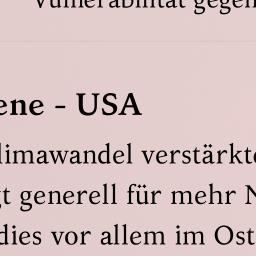 Vulnerabilität gegen
ene - USA
limawandel verstärkte
gt generell für mehr N
dies vor allem im Ost